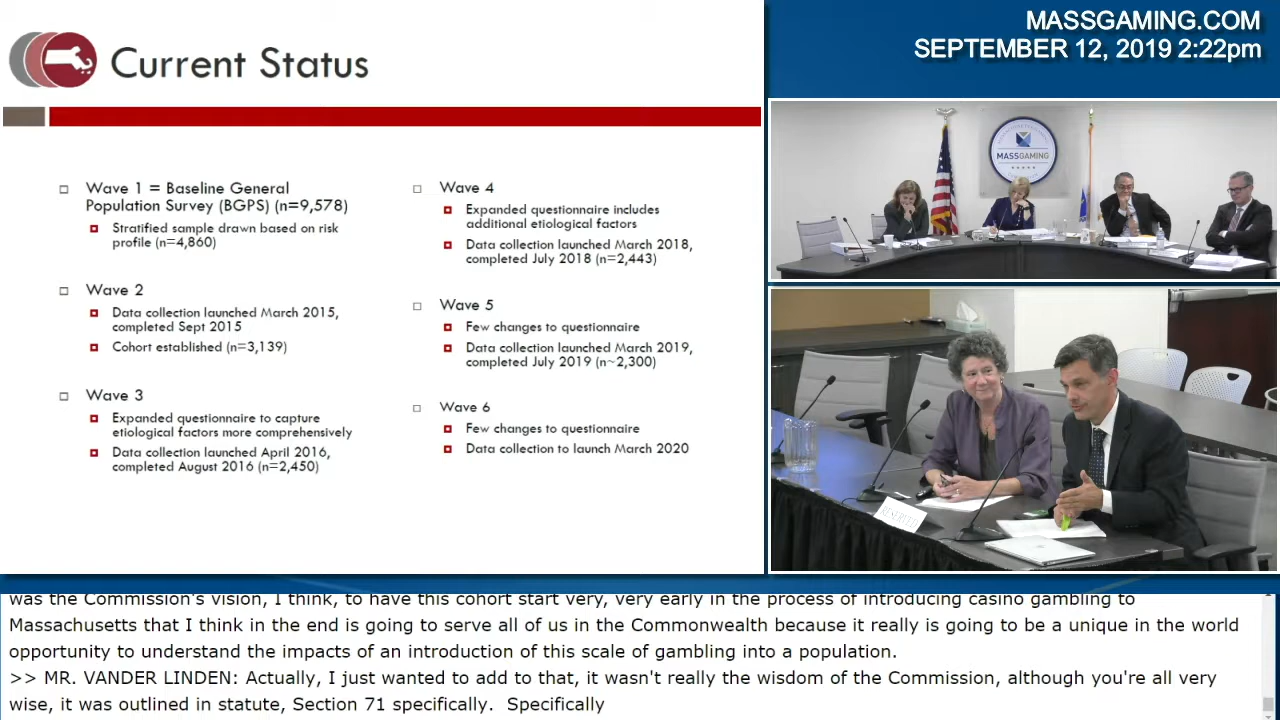 MASSGAMING.COM
SEPTEMBER 12, 2019 2:22pm
Current Status
Wave 1 = Baseline General
Population Survey (BGPS) (n=9,578)
Stratified sample drawn based on risk
profile (n=4,860)
Wave 2
Data collection launched March 2015,
completed Sept 2015
Cohort established (n=3,139)
Wave 3
Expanded questionnaire to capture
etiological factors more comprehensively
Data collection launched April 2016,
completed August 2016 (n=2,450)
Wave 4
Expanded questionnaire includes
additional etiological factors
Data collection launched March 2018,
completed July 2018 (n=2,443)
Wave 5
Few changes to questionnaire
Data collection launched March 2019,
completed July 2019 (n~2,300)
Wave 6
Few changes to questionnaire
Data collection to launch March 2020
MASSGAMING
RESERVED
was the Commission's vision, I think, to have this cohort start very, very early in the process of introducing casino gambling to
Massachusetts that I think in the end is going to serve all of us in the Commonwealth because it really is going to be a unique in the world
opportunity to understand the impacts of an introduction of this scale of gambling into a population.
>> MR. VANDER LINDEN: Actually, I just wanted to add to that, it wasn't really the wisdom of the Commission, although you're all very
wise, it was outlined in statute, Section 71 specifically.  Specifically